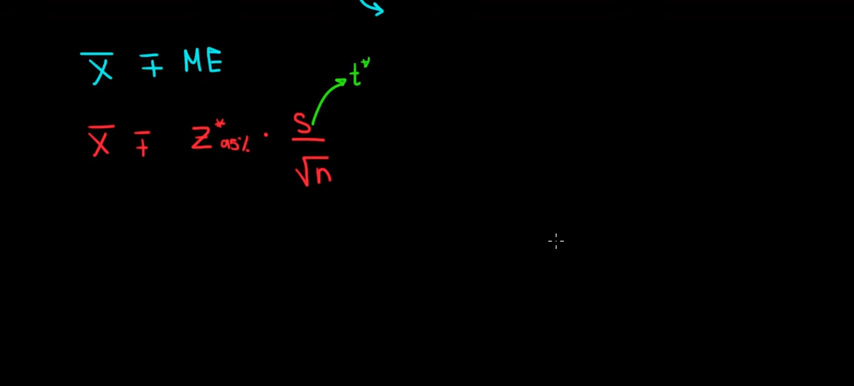 X̅ ∓ ME
t*
X̅ ∓ Z*95% · S/√n